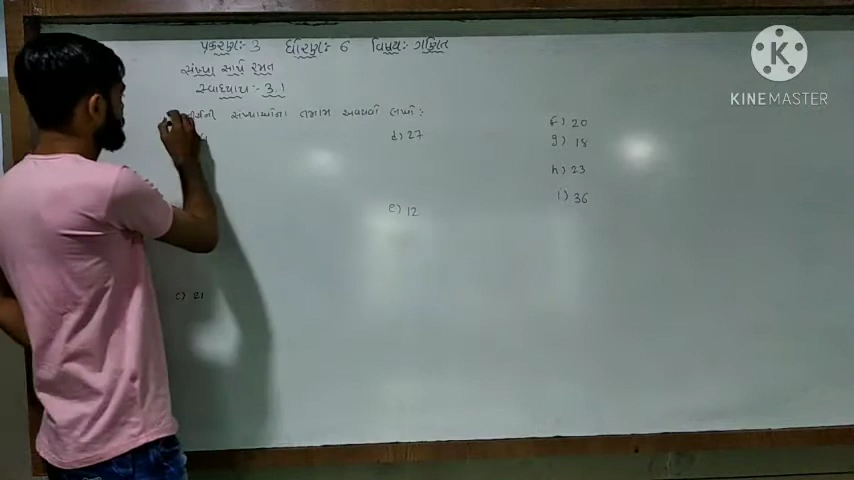 પ્રકરણ:- 3 ધોરણ:- 6 વિષય:- ગણિત
સંખ્યા સાથે રમત
સ્વાધ્યાય:- 3.1
સંખ્યાઓના તમામ અવયવો લખો:
d) 27
e) 12
c) 21
f) 20
g) 18
h) 23
i) 36
K
KINEMASTER